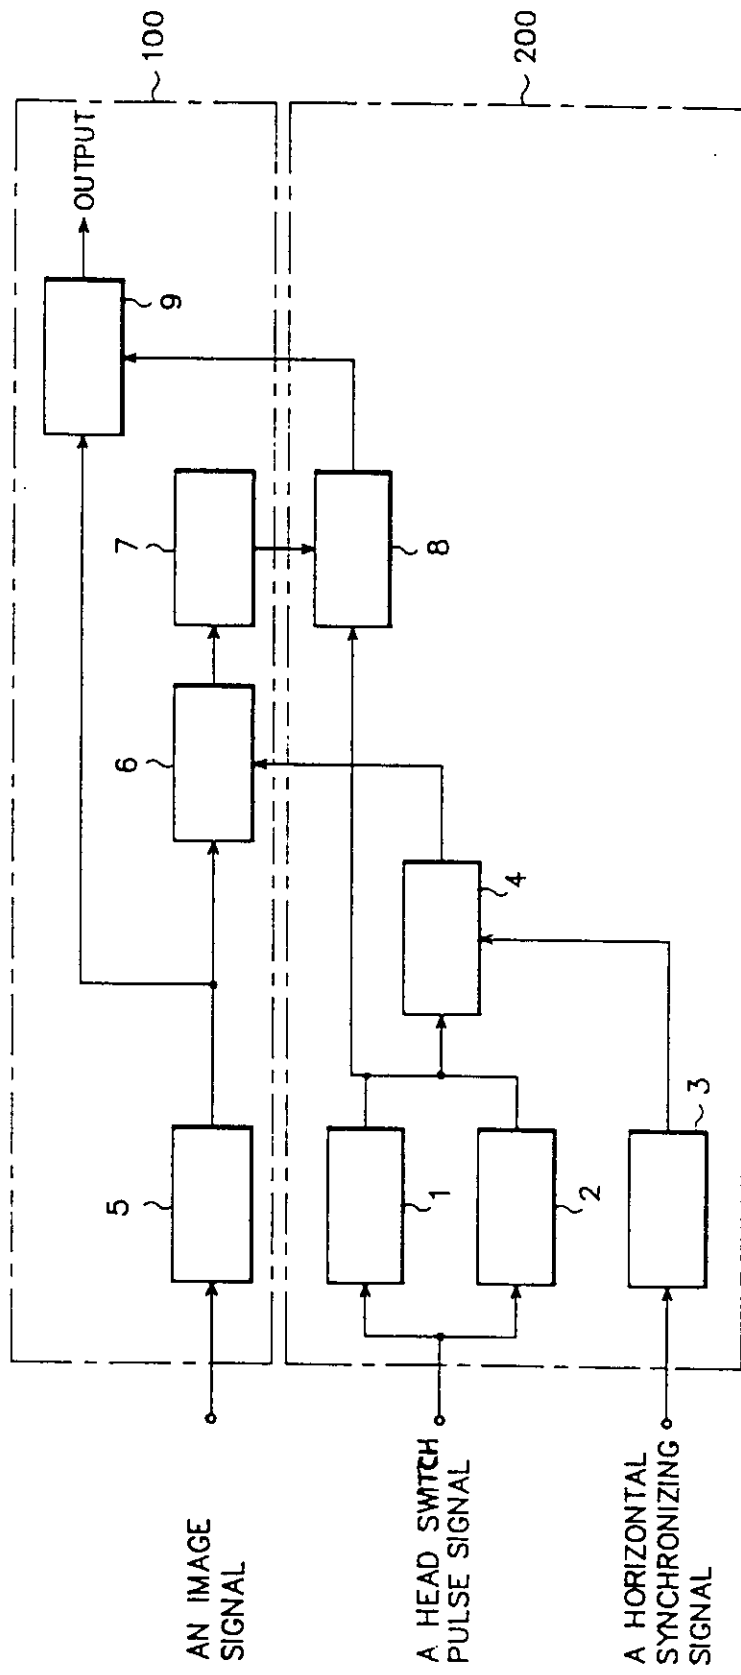 100
OUTPUT
9
7
6
5
200
8
4
1
2
3
AN IMAGE
SIGNAL
A HEAD SWITCH
PULSE SIGNAL
A HORIZONTAL
SYNCHRONIZING
SIGNAL